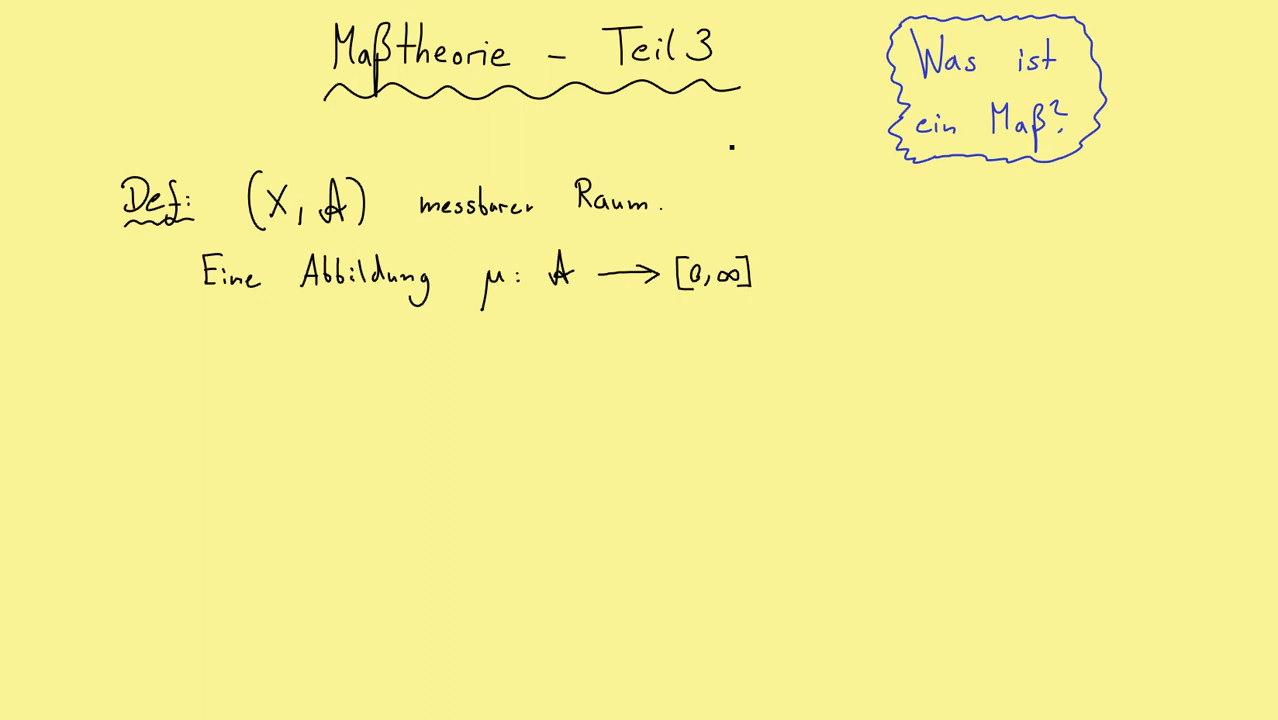 Maßtheorie - Teil 3
Was ist
ein Maß?
Def: (X, 𝒜) messbarer Raum.
Eine Abbildung μ: 𝒜 ⟶ [0,∞]